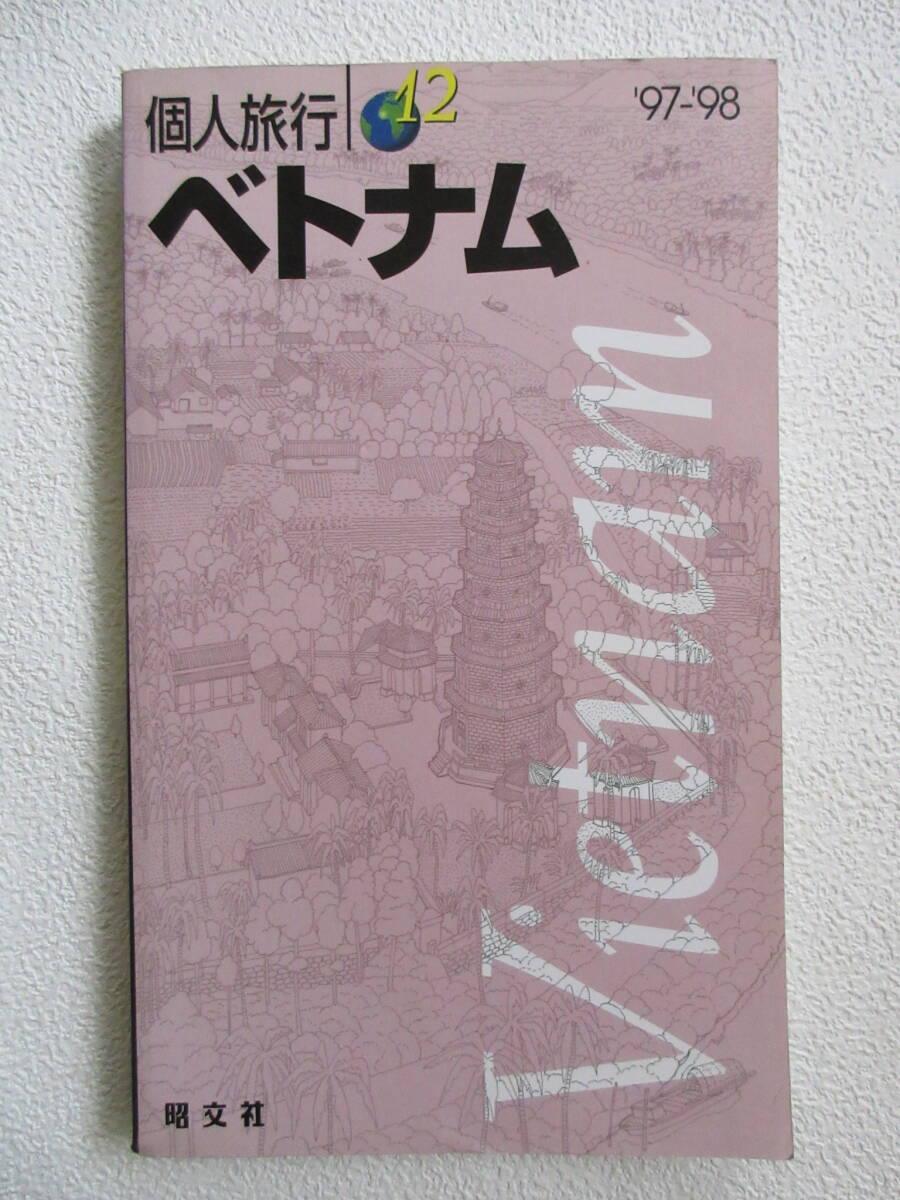 個人旅行 12
'97-'98
ベトナム
Vietnam
昭文社